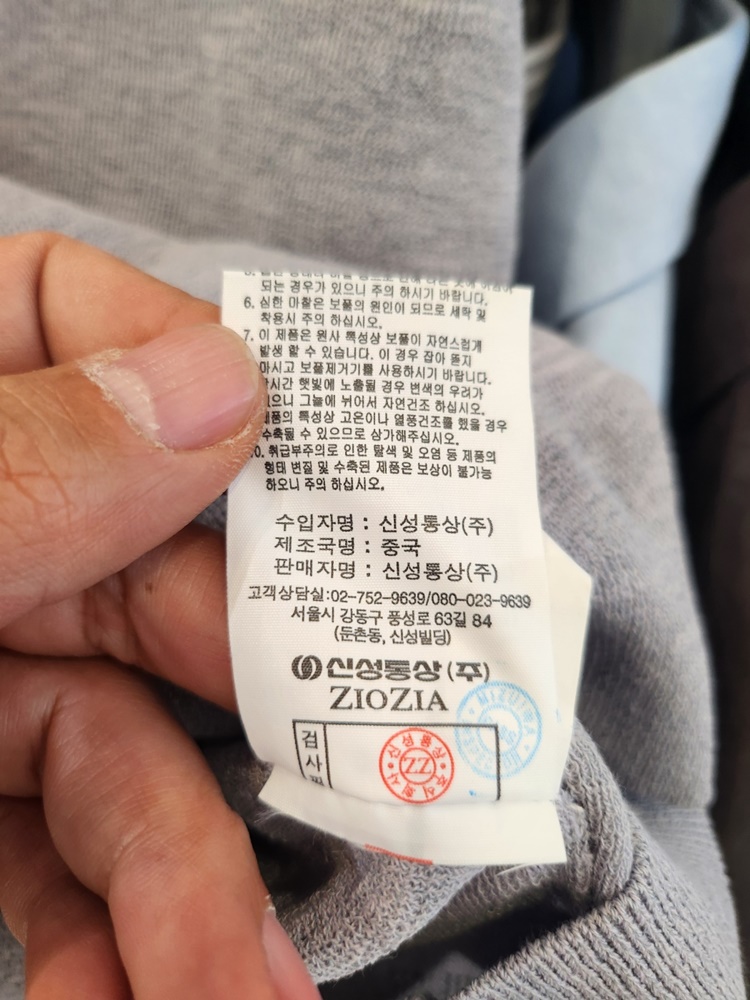 되는 경우가 있으니 주의 하시기 바랍니다.
6. 심한 마찰은 보풀의 원인이 되므로 세탁 및
착용시 주의 하십시오.
7. 이 제품은 원사 특성상 보풀이 자연스럽게
발생 할 수 있습니다. 이 경우 잡아 뜯지
마시고 보풀제거기를 사용하시기 바랍니다.
햇빛에 노출될 경우 변색의 우려가
그늘에 뉘어서 자연건조 하십시오.
특성상 고온이나 열풍건조를 했을 경우
수축될 수 있으므로 삼가해주십시오.
0. 취급부주의로 인한 탈색 및 오염 등 제품의
형태 변질 및 수축된 제품은 보상이 불가능
하오니 주의 하십시오.
수입자명 : 신성통상(주)
제조국명 : 중국
판매자명 : 신성통상(주)
고객상담실:02-752-9639/080-023-9639
서울시 강동구 풍성로 63길 84
(둔촌동, 신성빌딩)
신성통상(주)
ZIOZIA
검사
신성통상
ZZ
주식회사